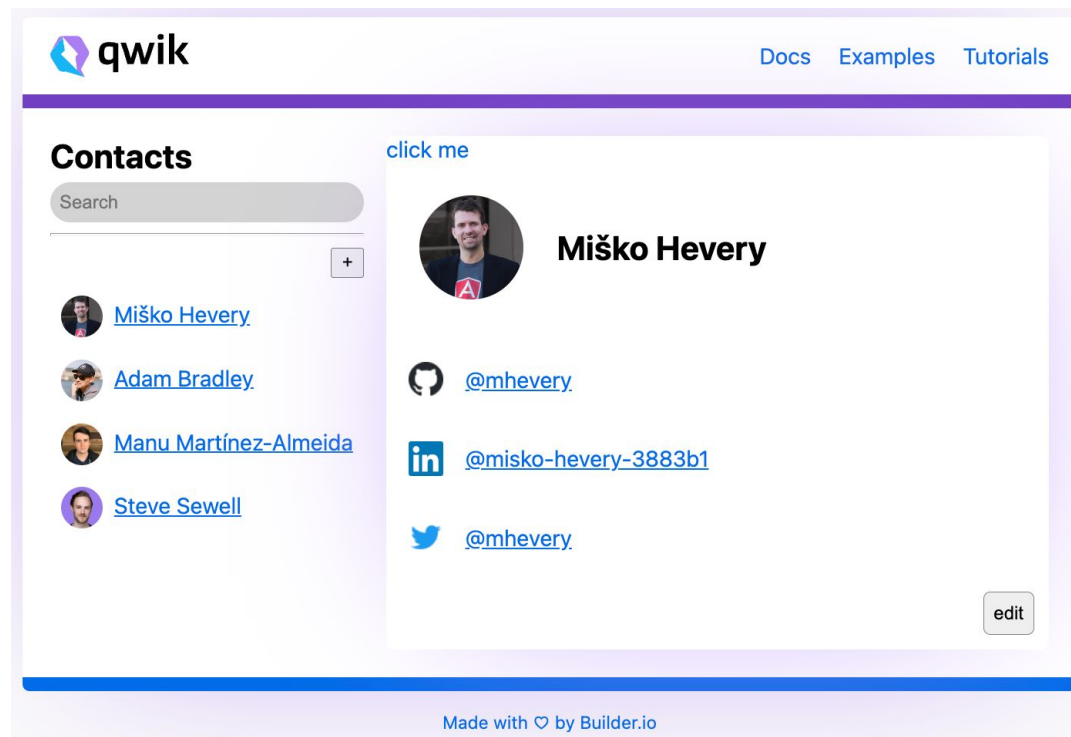 qwik
Docs Examples Tutorials
Contacts
Search
+
Miško Hevery
Adam Bradley
Manu Martínez-Almeida
Steve Sewell
click me
Miško Hevery
@mhevery
in
@misko-hevery-3883b1
@mhevery
edit
Made with ♡ by Builder.io